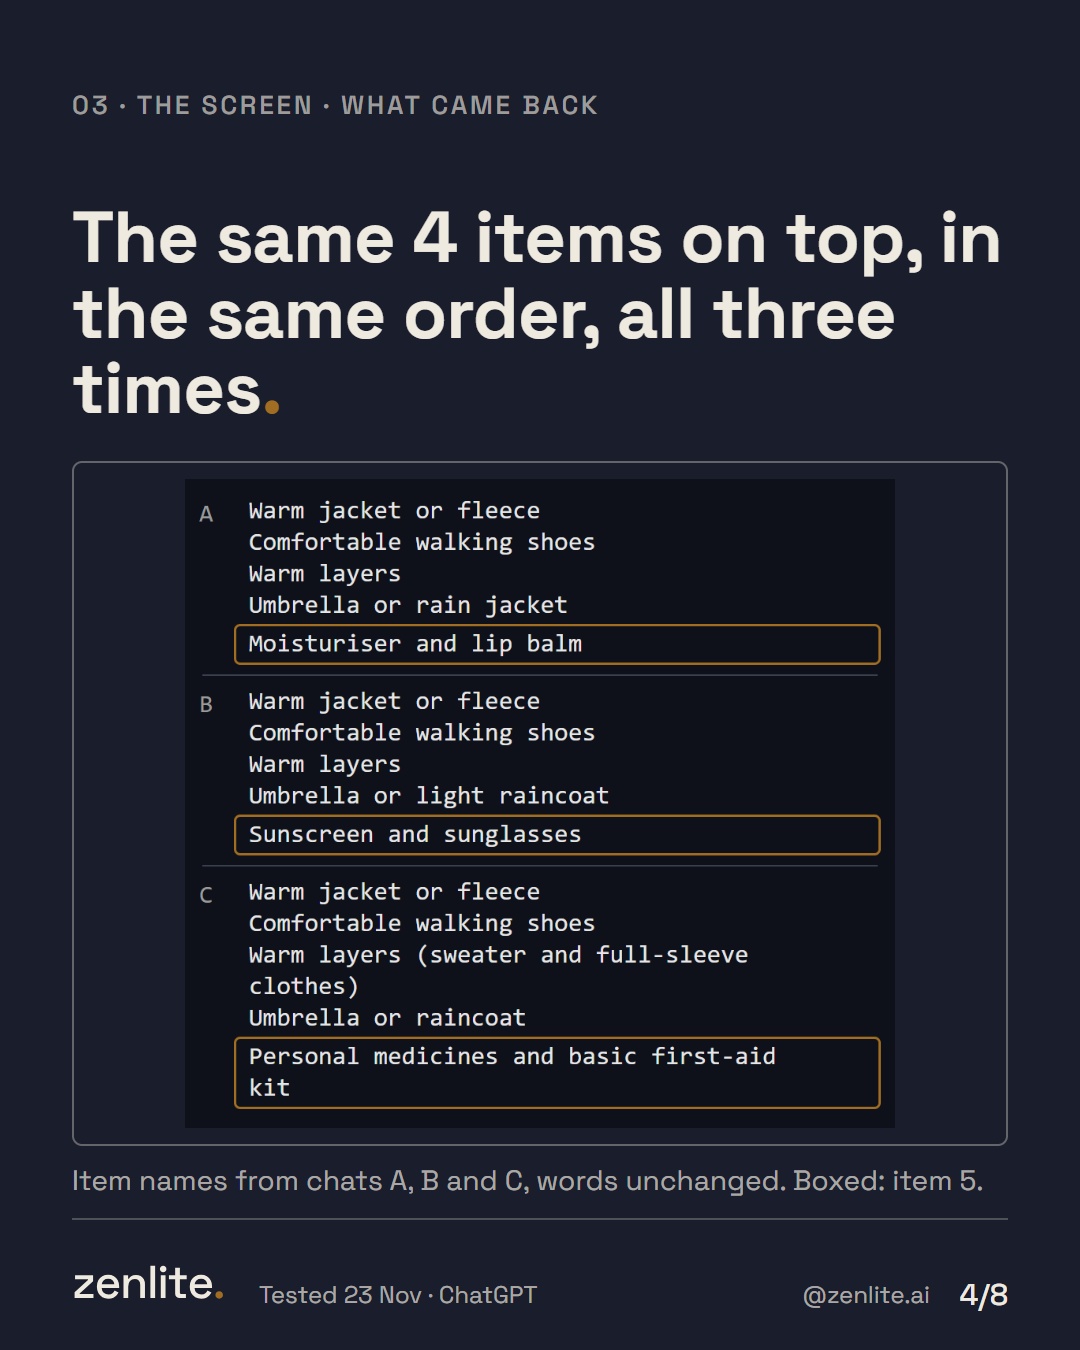 03 · THE SCREEN · WHAT CAME BACK
The same 4 items on top, in
the same order, all three
times.
A
Warm jacket or fleece
Comfortable walking shoes
Warm layers
Umbrella or rain jacket
Moisturiser and lip balm
B
Warm jacket or fleece
Comfortable walking shoes
Warm layers
Umbrella or light raincoat
Sunscreen and sunglasses
C
Warm jacket or fleece
Comfortable walking shoes
Warm layers (sweater and full-sleeve
clothes)
Umbrella or raincoat
Personal medicines and basic first-aid
kit
Item names from chats A, B and C, words unchanged. Boxed: item 5.
zenlite.
Tested 23 Nov · ChatGPT
@zenlite.ai
4/8